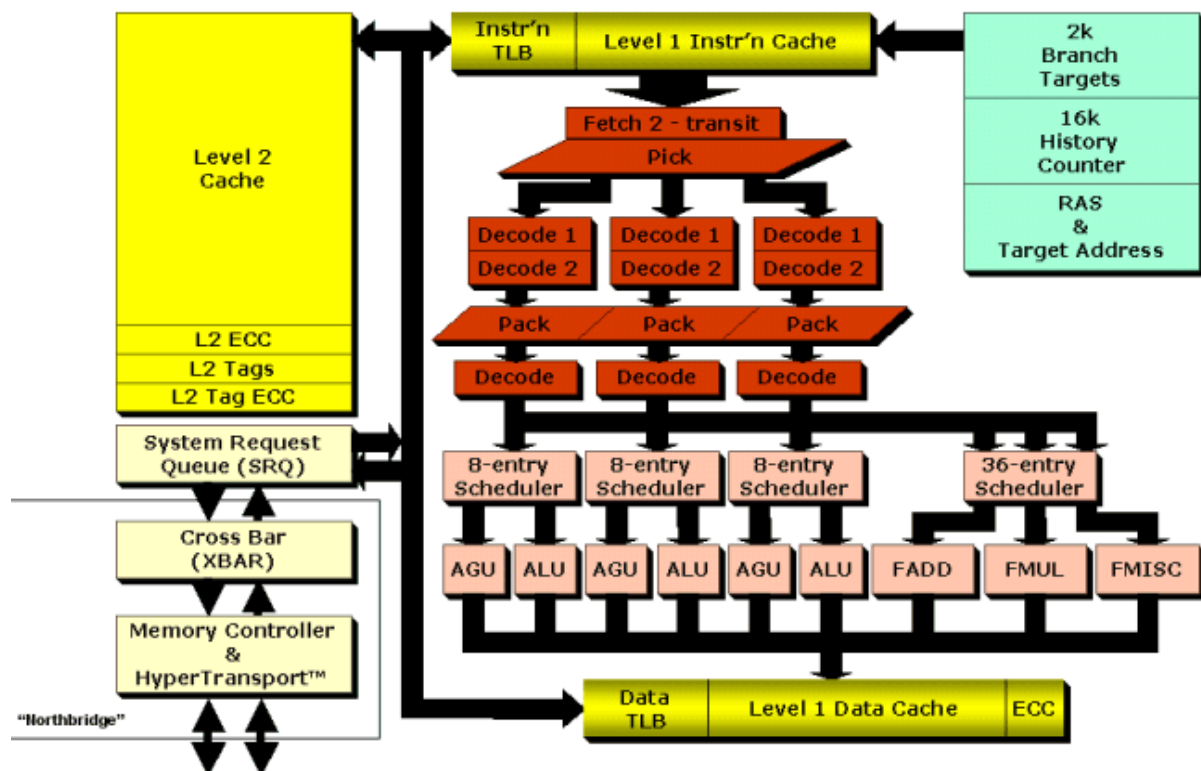 Level 2
Cache
L2 ECC
L2 Tags
L2 Tag ECC
System Request
Queue (SRQ)
Cross Bar
(XBAR)
Memory Controller
&
HyperTransport™
“Northbridge”
Instr’n
TLB
Level 1 Instr’n Cache
2k
Branch
Targets
16k
History
Counter
RAS
&
Target Address
Fetch 2 - transit
Pick
Decode 1
Decode 1
Decode 1
Decode 2
Decode 2
Decode 2
Pack
Pack
Pack
Decode
Decode
Decode
8-entry
Scheduler
8-entry
Scheduler
8-entry
Scheduler
36-entry
Scheduler
AGU
ALU
AGU
ALU
AGU
ALU
FADD
FMUL
FMISC
Data
TLB
Level 1 Data Cache
ECC